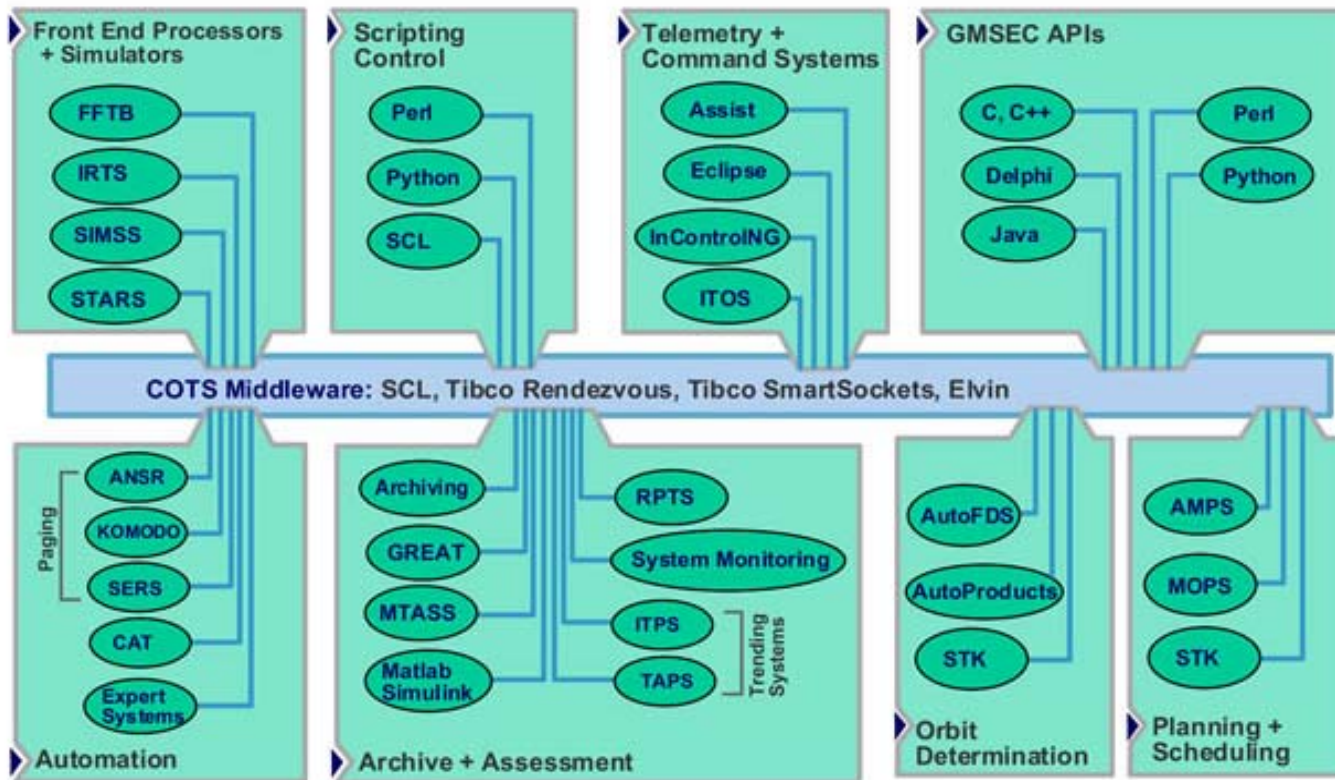 Front End Processors
+ Simulators
FFTB
IRTS
SIMSS
STARS
Scripting
Control
Perl
Python
SCL
Telemetry +
Command Systems
Assist
Eclipse
InControlNG
ITOS
GMSEC APIs
C, C++
Delphi
Java
Perl
Python
COTS Middleware: SCL, Tibco Rendezvous, Tibco SmartSockets, Elvin
Paging
ANSR
KOMODO
SERS
CAT
Expert
Systems
Automation
Archiving
GREAT
MTASS
Matlab
Simulink
RPTS
System Monitoring
ITPS
TAPS
Trending
Systems
Archive + Assessment
AutoFDS
AutoProducts
STK
Orbit
Determination
AMPS
MOPS
STK
Planning +
Scheduling